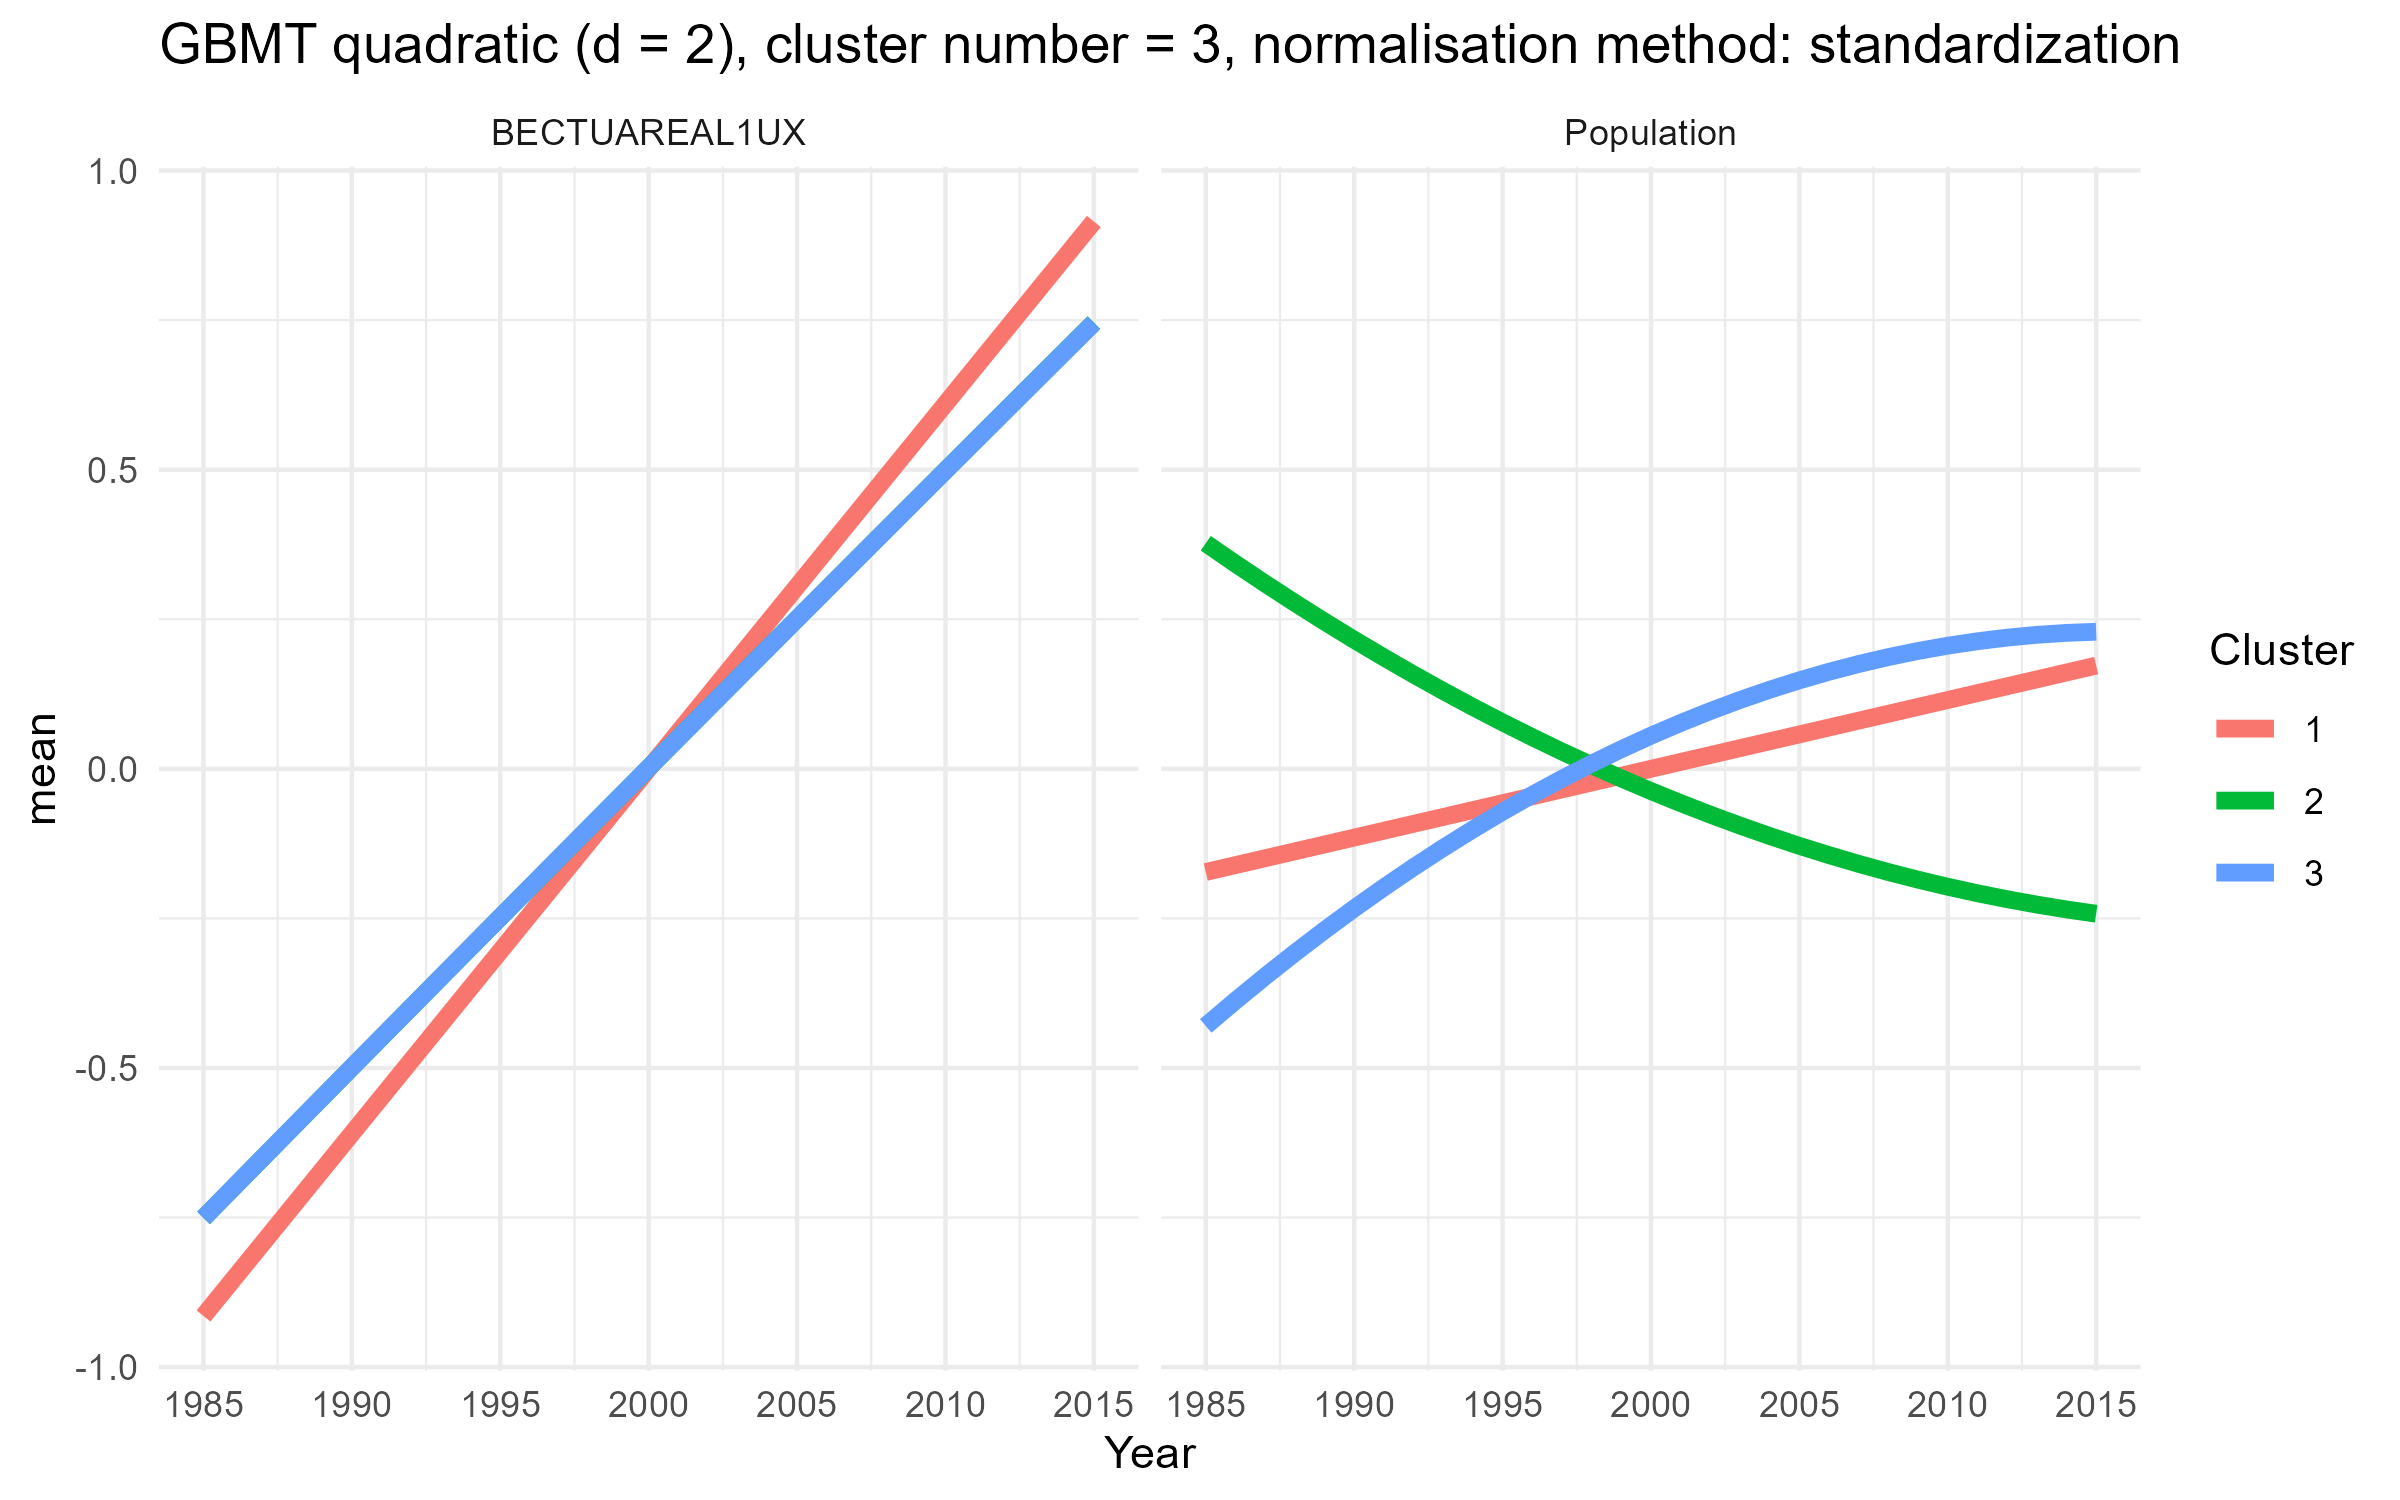 GBMT quadratic (d = 2), cluster number = 3, normalisation method: standardization
BECTUAREAL1UX
Population
1.0
0.5
0.0
-0.5
-1.0
mean
1985 1990 1995 2000 2005 2010 2015
1985 1990 1995 2000 2005 2010 2015
Year
Cluster
1
2
3